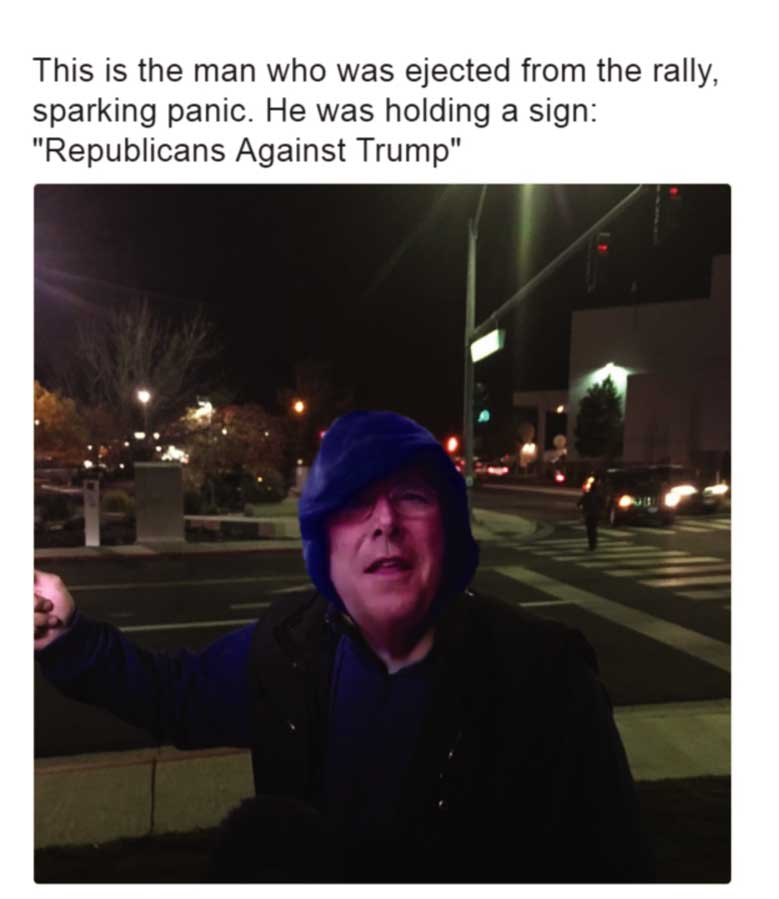 This is the man who was ejected from the rally,
sparking panic. He was holding a sign:
"Republicans Against Trump"